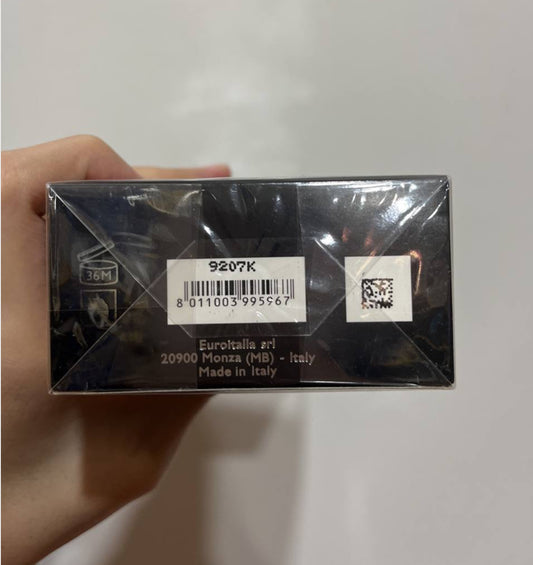 36M
9207K
8 011003 995967
Euroitalia srl
20900 Monza (MB) - Italy
Made in Italy